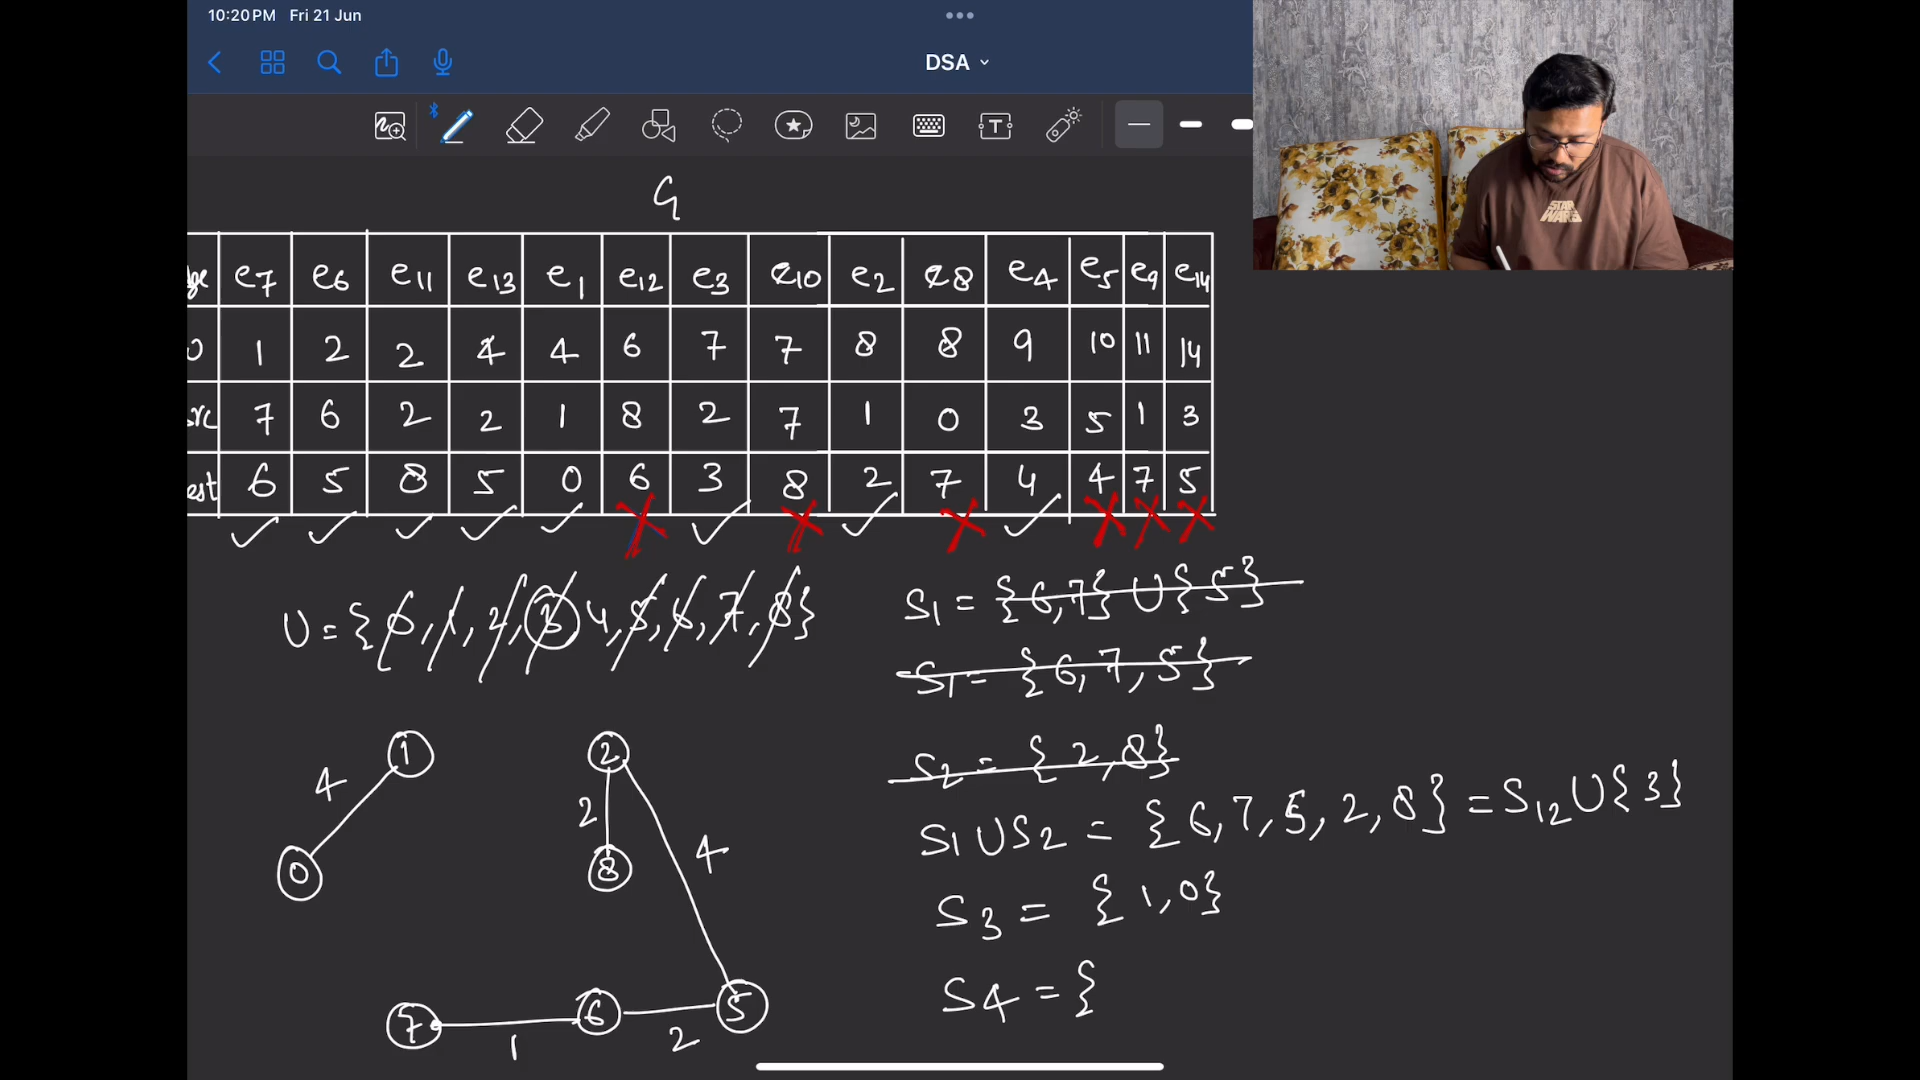 10:20 PM Fri 21 Jun
DSA
G
ge e7 e6 e11 e13 e1 e12 e3 e10 e2 e8 e4 e5 e9 e14
1 2 2 4 4 6 7 7 8 8 9 10 11 14
src 7 6 2 2 1 8 2 7 1 0 3 5 1 3
est 6 5 8 5 0 6 3 8 2 7 4 4 7 5
U = {0, 1, 2, 3 4, 5, 6, 7, 8}
S1 = {6,7} U {5}
S1 = {6, 7, 5}
S2 = {2, 8}
S1 U S2 = {6, 7, 5, 2, 8} = S12 U {3}
S3 = {1, 0}
S4 = {
1
2
4
2
4
0
8
7
6
5
1
2
STAR
WARS